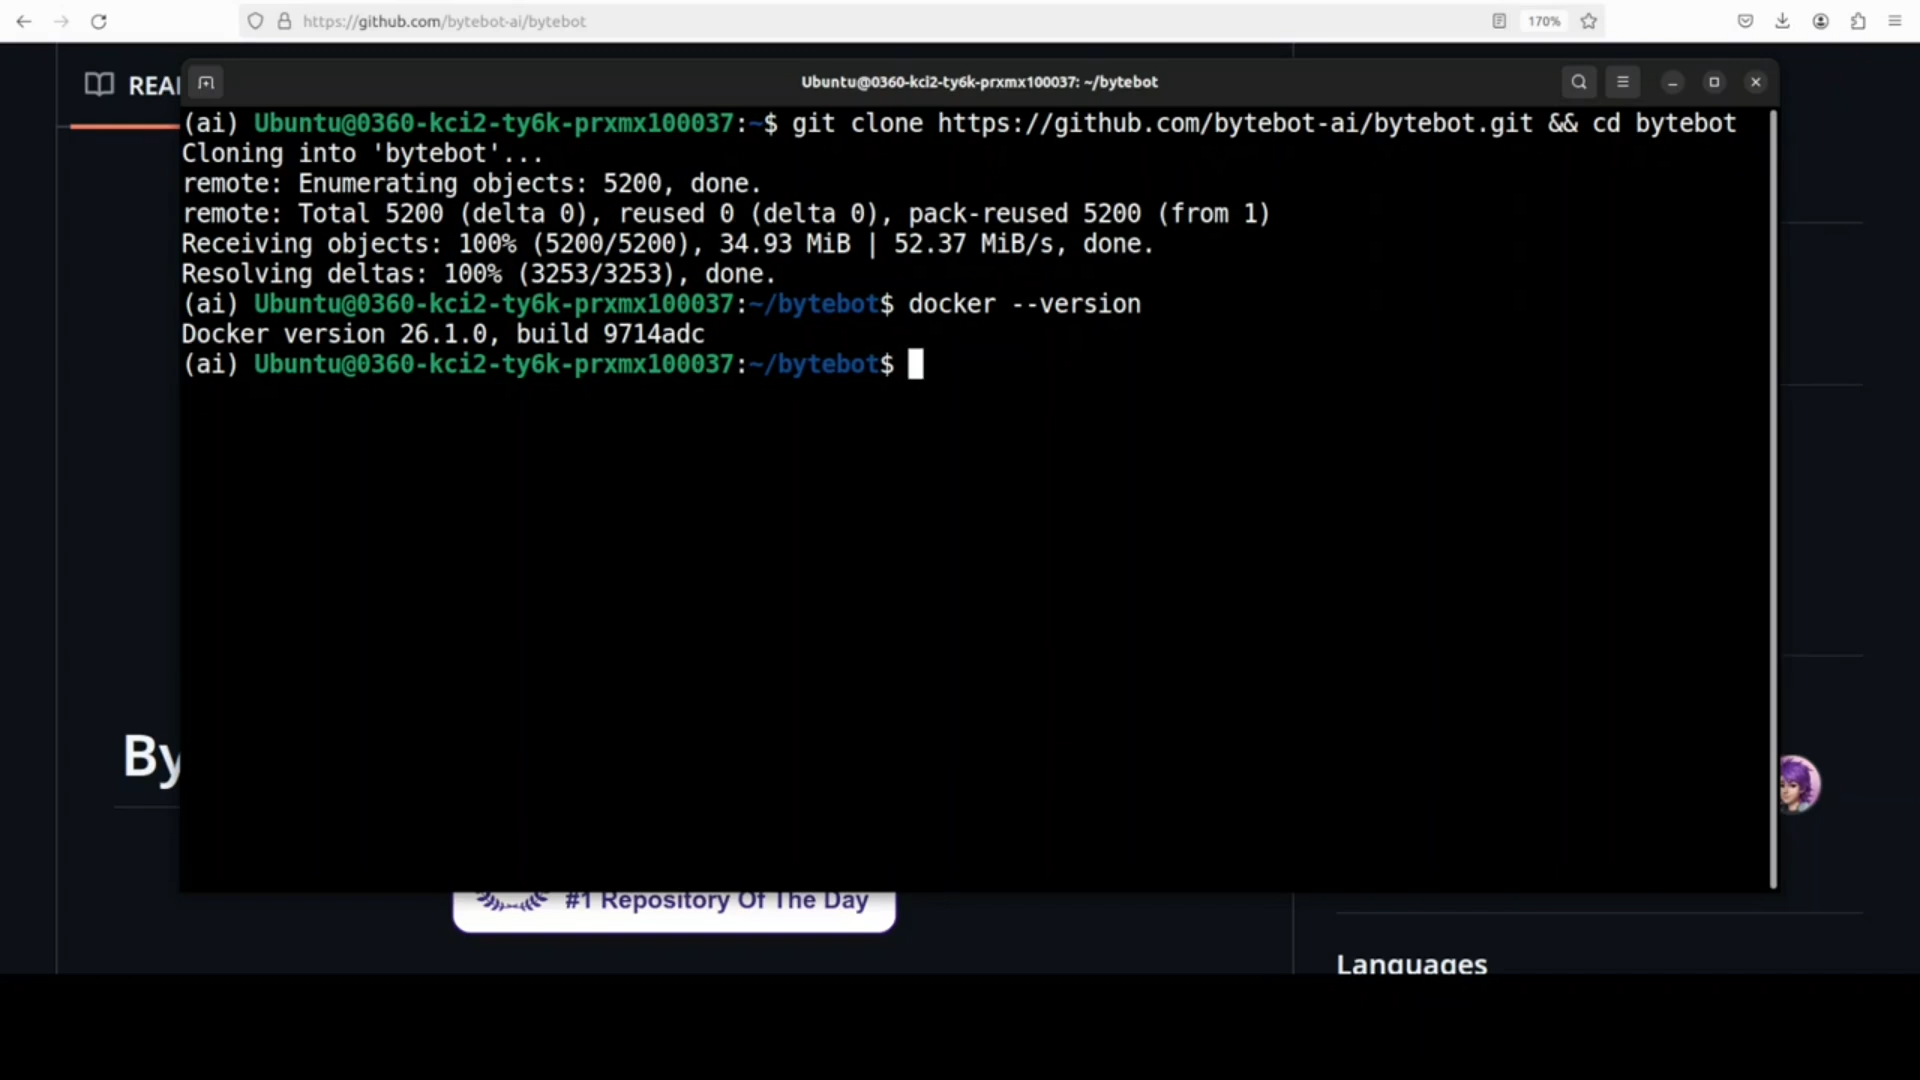 https://github.com/bytebot-ai/bytebot
170%
Ubuntu@0360-kci2-ty6k-prxmx100037: ~/bytebot
(ai) Ubuntu@0360-kci2-ty6k-prxmx100037:~$ git clone https://github.com/bytebot-ai/bytebot.git && cd bytebot
Cloning into 'bytebot'...
remote: Enumerating objects: 5200, done.
remote: Total 5200 (delta 0), reused 0 (delta 0), pack-reused 5200 (from 1)
Receiving objects: 100% (5200/5200), 34.93 MiB | 52.37 MiB/s, done.
Resolving deltas: 100% (3253/3253), done.
(ai) Ubuntu@0360-kci2-ty6k-prxmx100037:~/bytebot$ docker --version
Docker version 26.1.0, build 9714adc
(ai) Ubuntu@0360-kci2-ty6k-prxmx100037:~/bytebot$
#1 Repository Of The Day
Languages